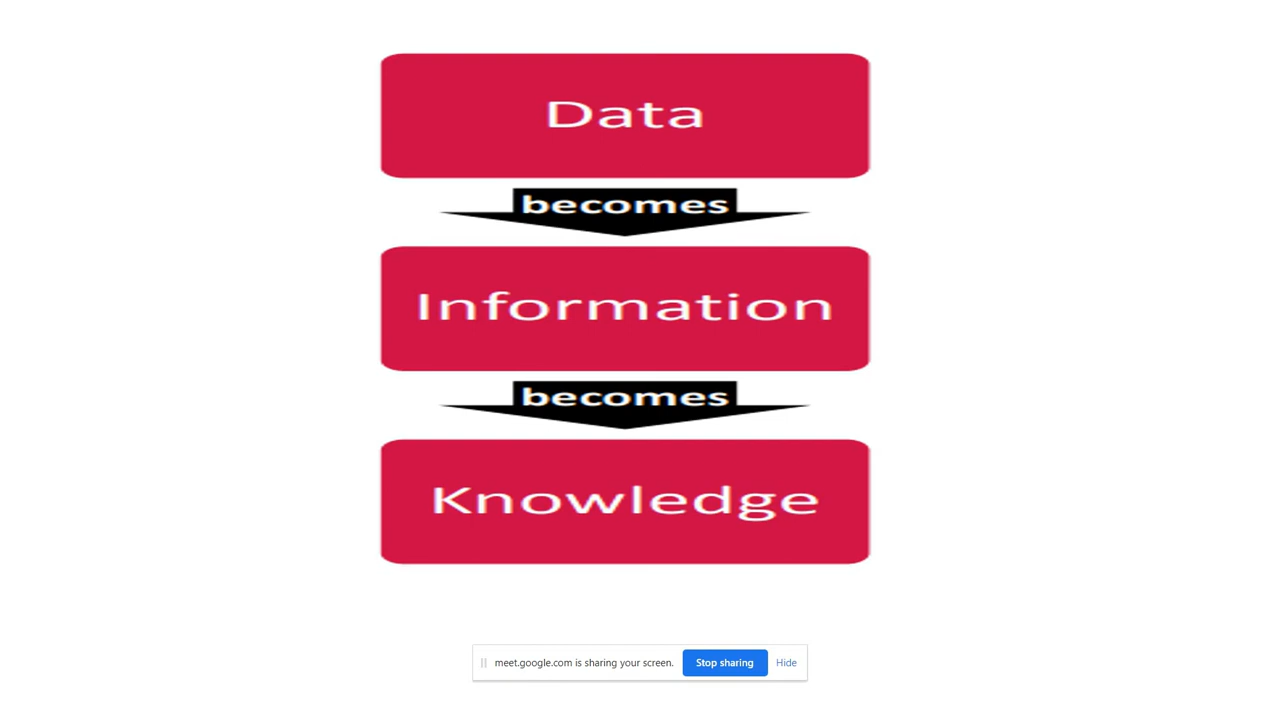 Data
becomes
Information
becomes
Knowledge
meet.google.com is sharing your screen. Stop sharing Hide